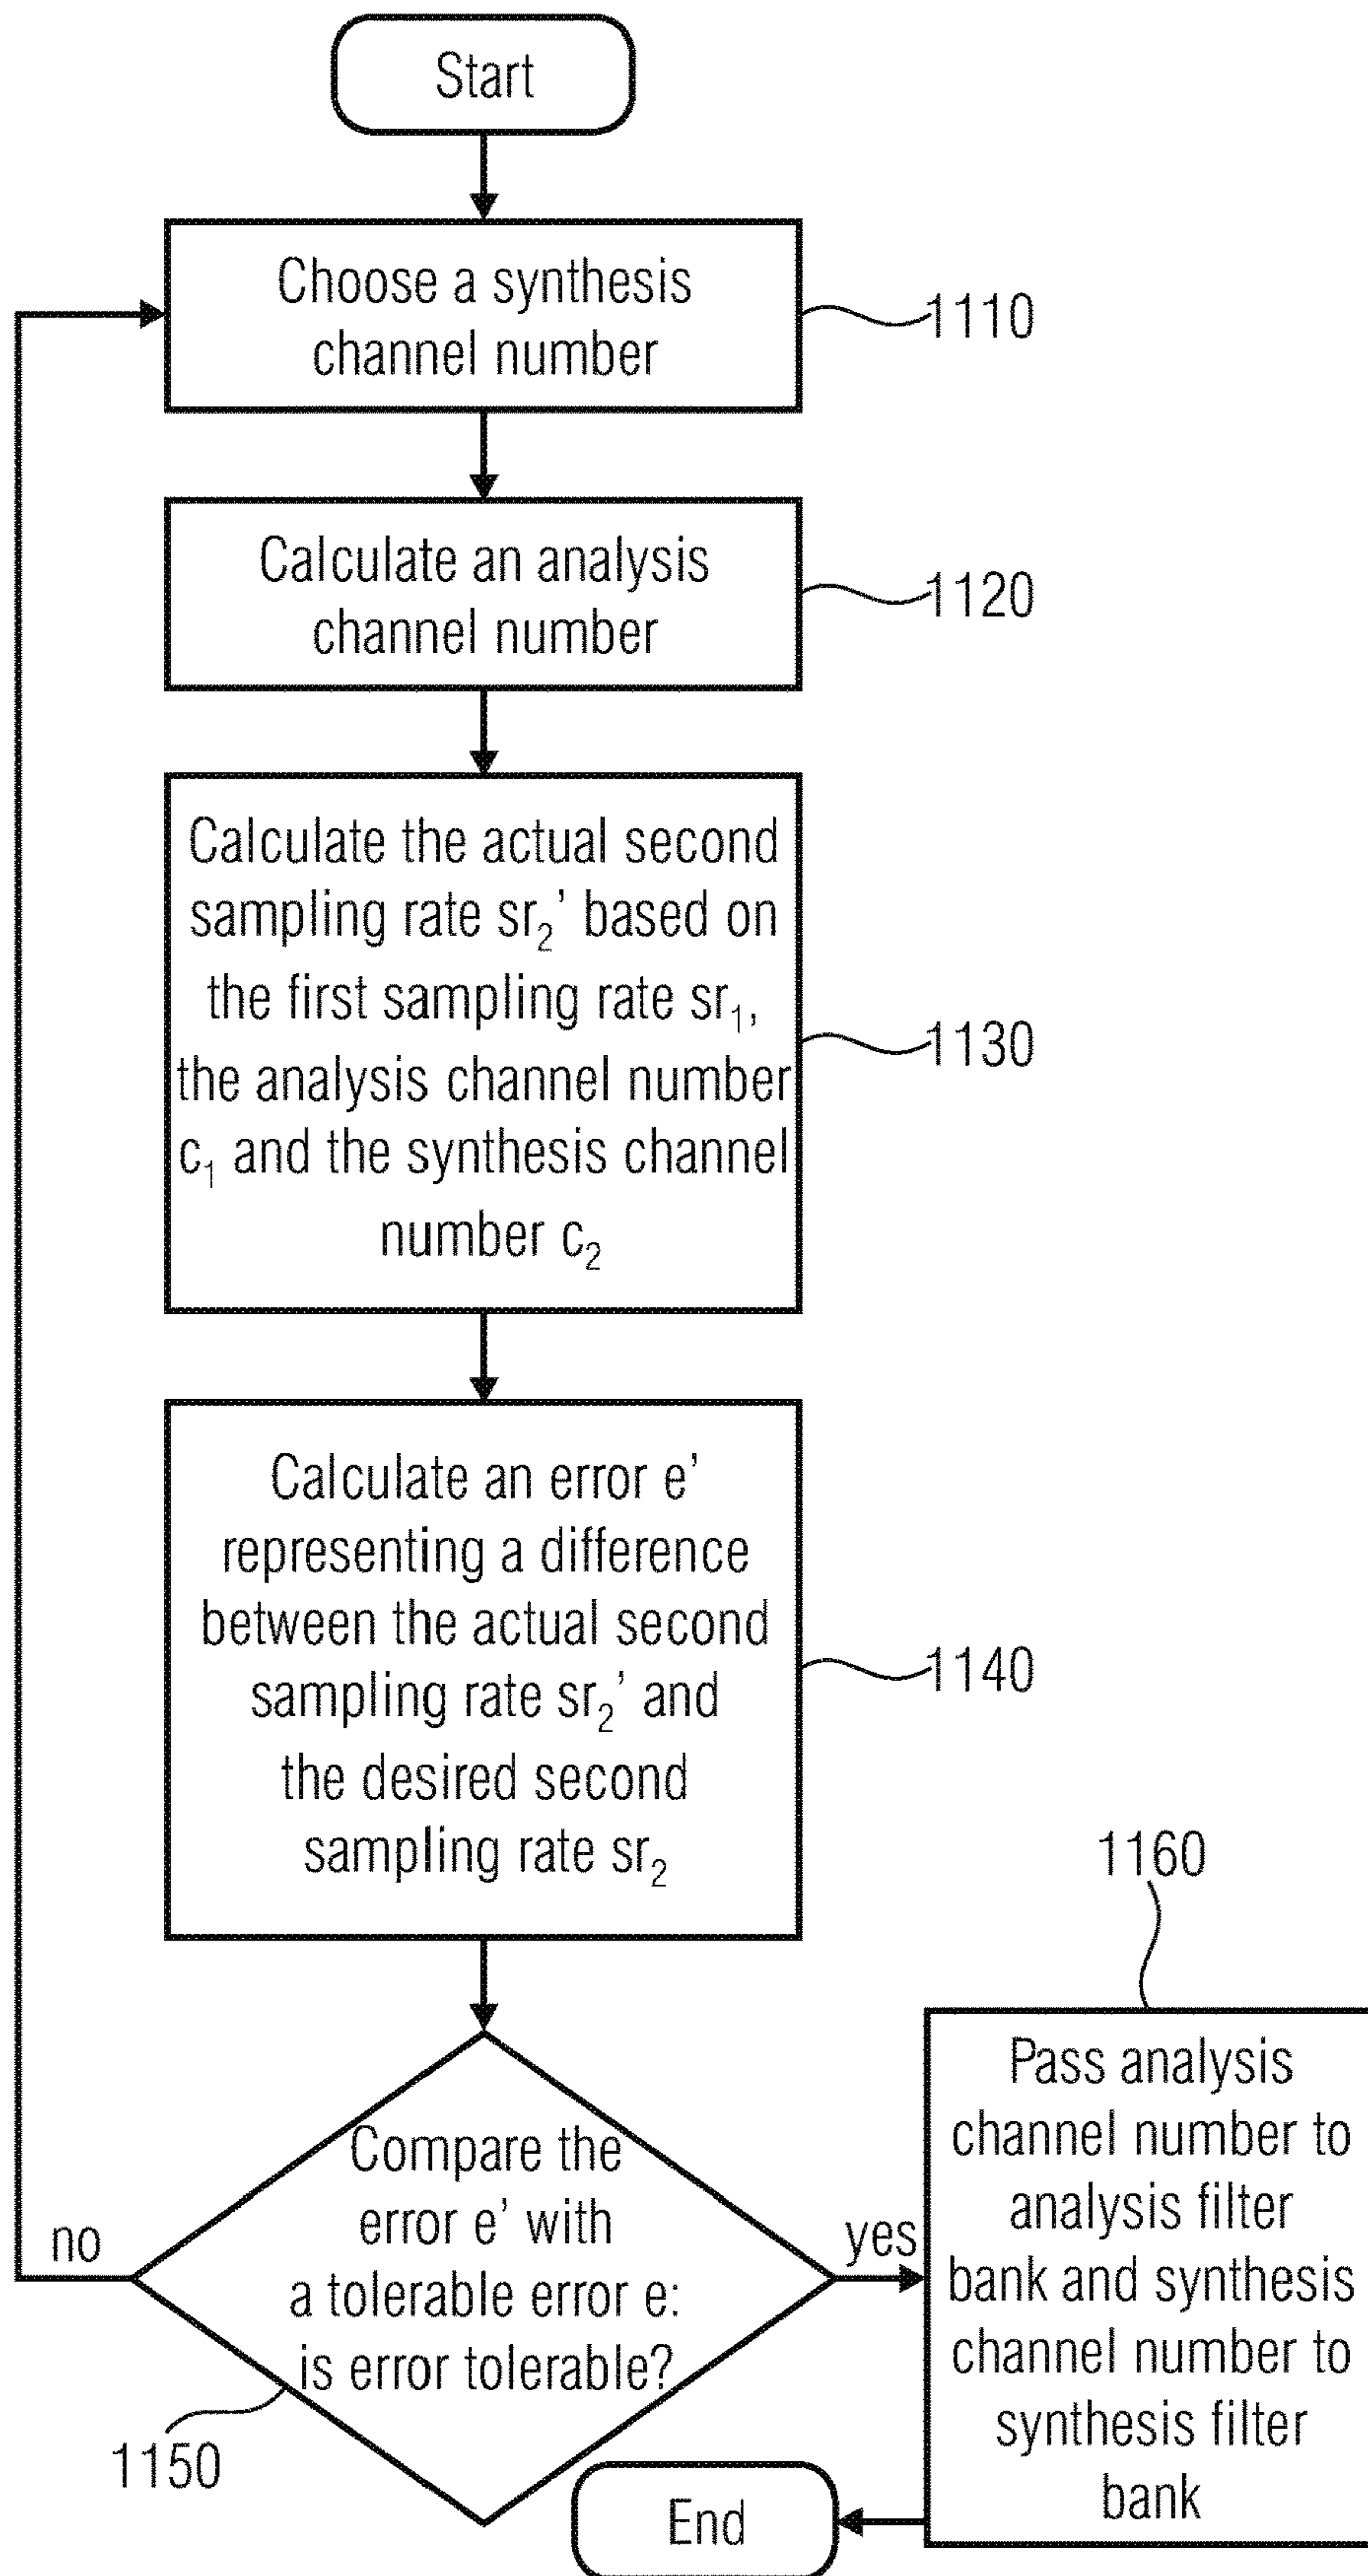 Start
Choose a synthesis
channel number
1110
Calculate an analysis
channel number
1120
Calculate the actual second
sampling rate sr₂’ based on
the first sampling rate sr₁,
the analysis channel number
c₁ and the synthesis channel
number c₂
1130
Calculate an error e’
representing a difference
between the actual second
sampling rate sr₂’ and
the desired second
sampling rate sr₂
1140
Compare the
error e’ with
a tolerable error e:
is error tolerable?
1150
no
yes
1160
Pass analysis
channel number to
analysis filter
bank and synthesis
channel number to
synthesis filter
bank
End